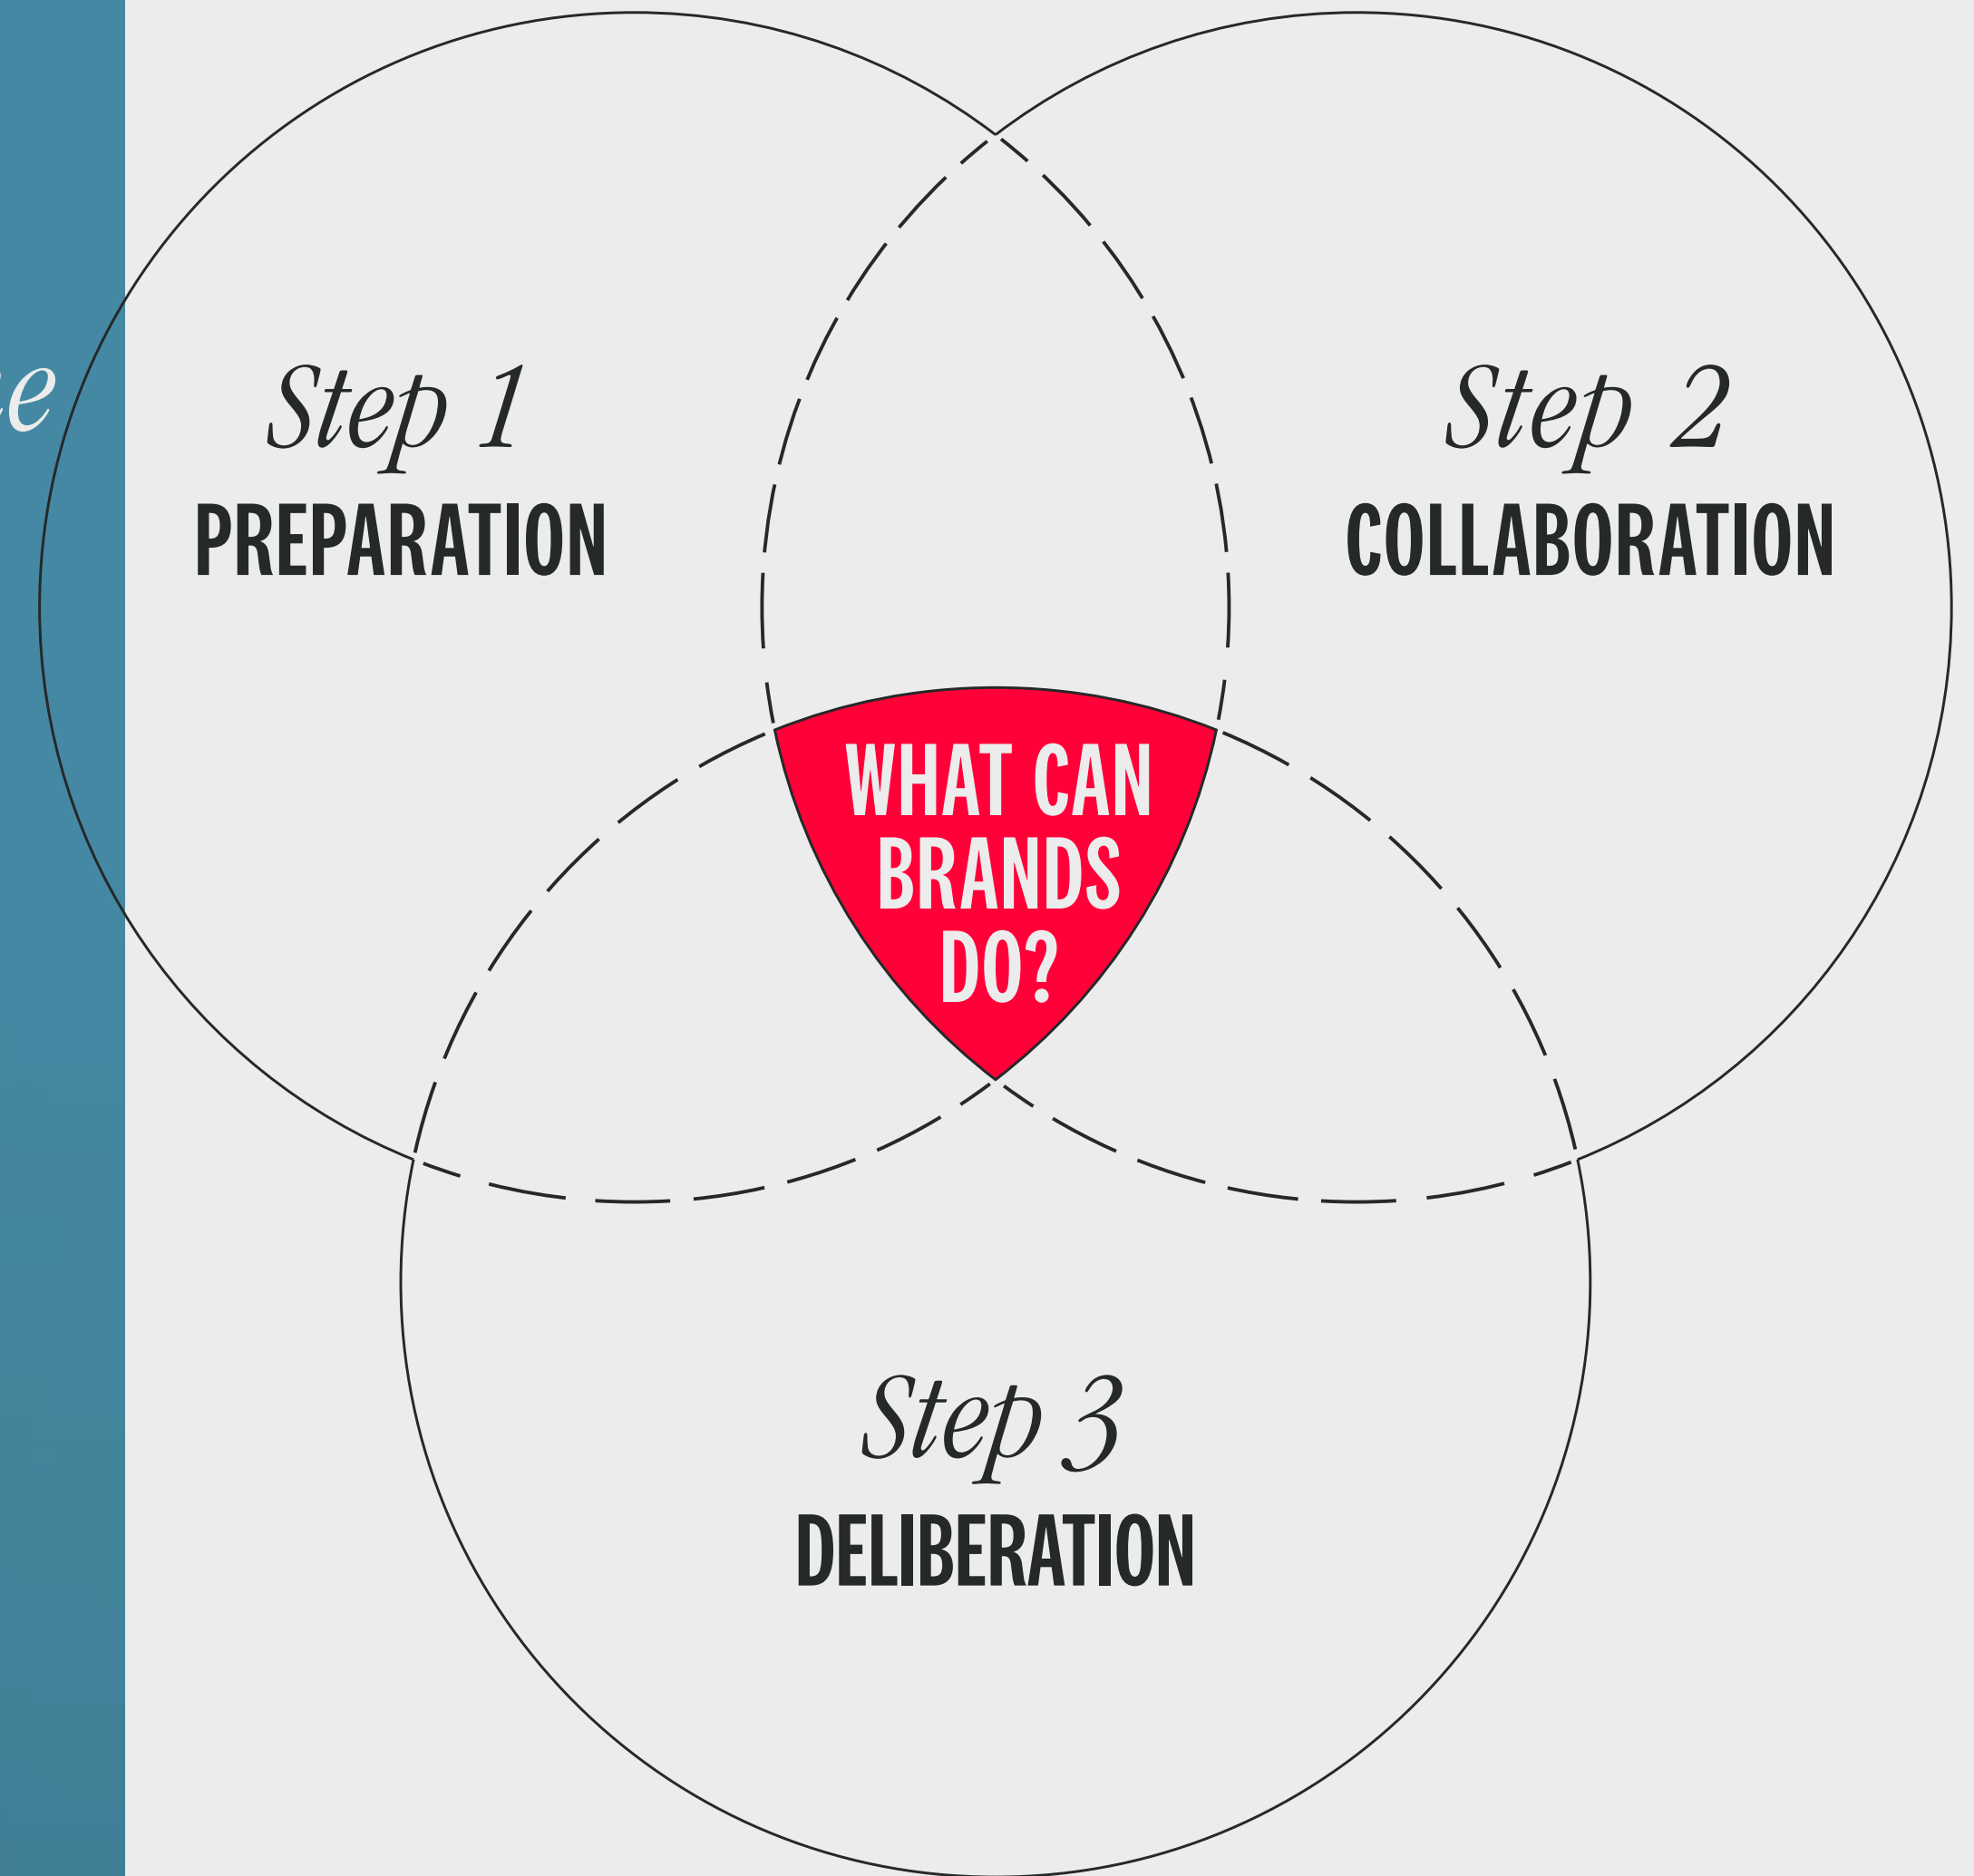 Step 1
PREPARATION
Step 2
COLLABORATION
WHAT CAN
BRANDS
DO?
Step 3
DELIBERATION